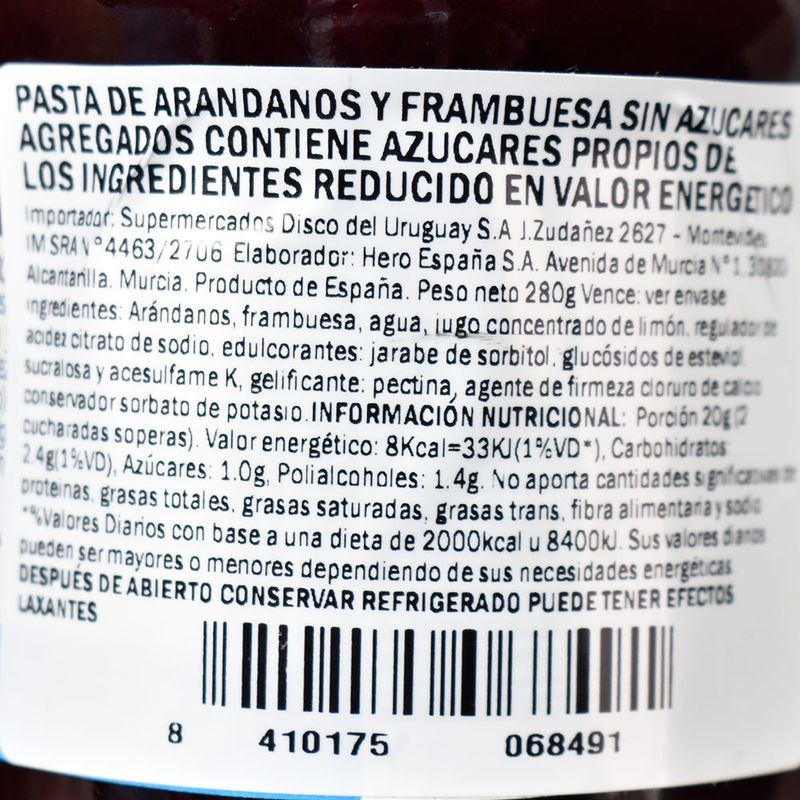 PASTA DE ARANDANOS Y FRAMBUESA SIN AZUCARES
AGREGADOS CONTIENE AZUCARES PROPIOS DE
LOS INGREDIENTES REDUCIDO EN VALOR ENERGETICO
Importador: Supermercados Disco del Uruguay S.A J.Zudañez 2627 - Montevideo
IM SRA N°4463/2706 Elaborador: Hero España S.A. Avenida de Murcia N°1. 30820
Alcantarilla. Murcia. Producto de España. Peso neto 280g Vence: ver envase
Ingredientes: Arándanos, frambuesa, agua, jugo concentrado de limón, regulador de
acidez citrato de sodio, edulcorantes: jarabe de sorbitol, glucósidos de esteviol,
sucralosa y acesulfame K, gelificante: pectina, agente de firmeza cloruro de calcio
conservador sorbato de potasio. INFORMACIÓN NUTRICIONAL: Porción 20g (2
cucharadas soperas). Valor energético: 8Kcal=33KJ(1%VD*), Carbohidratos:
2.4g(1%VD), Azúcares: 1.0g, Polialcoholes: 1.4g. No aporta cantidades significativas de
proteínas, grasas totales, grasas saturadas, grasas trans, fibra alimentaria y sodio
*%Valores Diarios con base a una dieta de 2000kcal u 8400kJ. Sus valores diarios
pueden ser mayores o menores dependiendo de sus necesidades energéticas
DESPUÉS DE ABIERTO CONSERVAR REFRIGERADO PUEDE TENER EFECTOS
LAXANTES
8 410175 068491